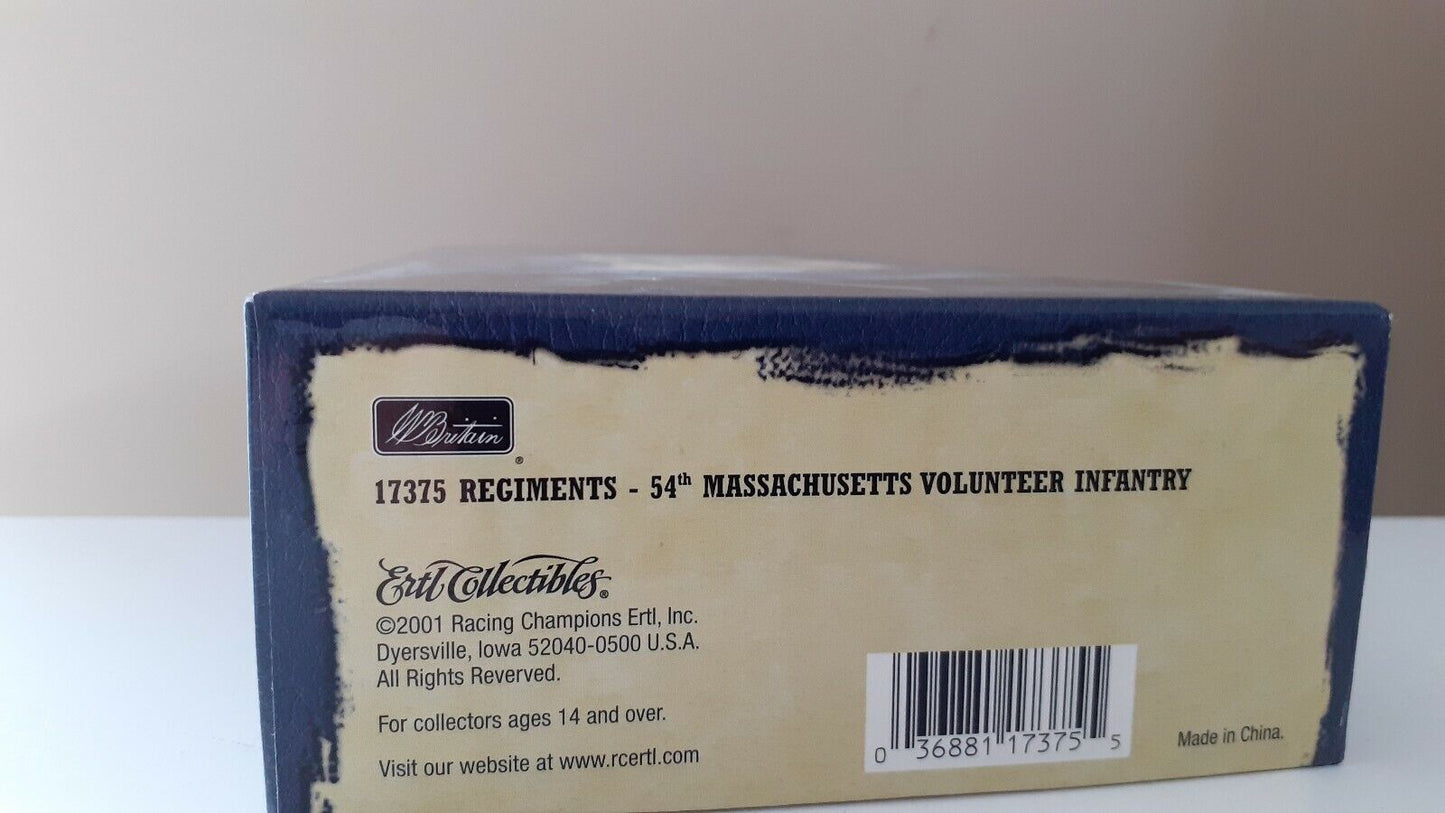 WBritain®
17375 REGIMENTS - 54th MASSACHUSETTS VOLUNTEER INFANTRY
Ertl Collectibles®
©2001 Racing Champions Ertl, Inc.
Dyersville, Iowa 52040-0500 U.S.A.
All Rights Reverved.
For collectors ages 14 and over.
Visit our website at www.rcertl.com
0 36881 17375 5
Made in China.